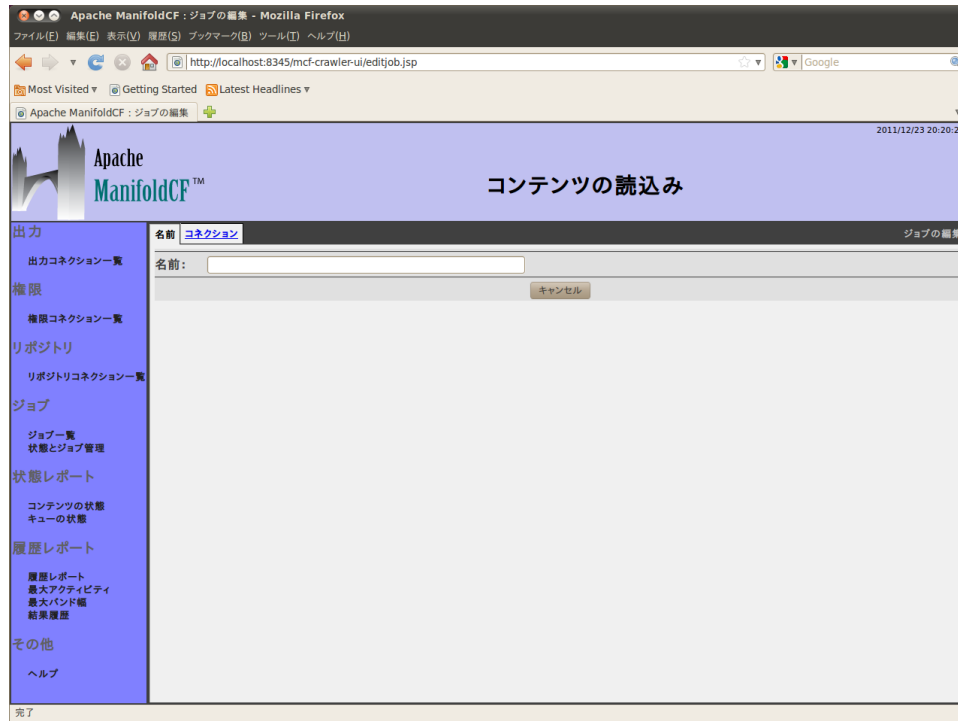 Apache ManifoldCF : ジョブの編集 - Mozilla Firefox
ファイル(F) 編集(E) 表示(V) 履歴(S) ブックマーク(B) ツール(T) ヘルプ(H)
http://localhost:8345/mcf-crawler-ui/editjob.jsp
Google
Most Visited
Getting Started
Latest Headlines
Apache ManifoldCF : ジョブの編集
2011/12/23 20:20:2
Apache
ManifoldCF™
コンテンツの読込み
出力
出力コネクション一覧
権限
権限コネクション一覧
リポジトリ
リポジトリコネクション一覧
ジョブ
ジョブ一覧
状態とジョブ管理
状態レポート
コンテンツの状態
キューの状態
履歴レポート
履歴レポート
最大アクティビティ
最大バンド幅
結果履歴
その他
ヘルプ
名前 コネクション
ジョブの編集
名前:
キャンセル
完了